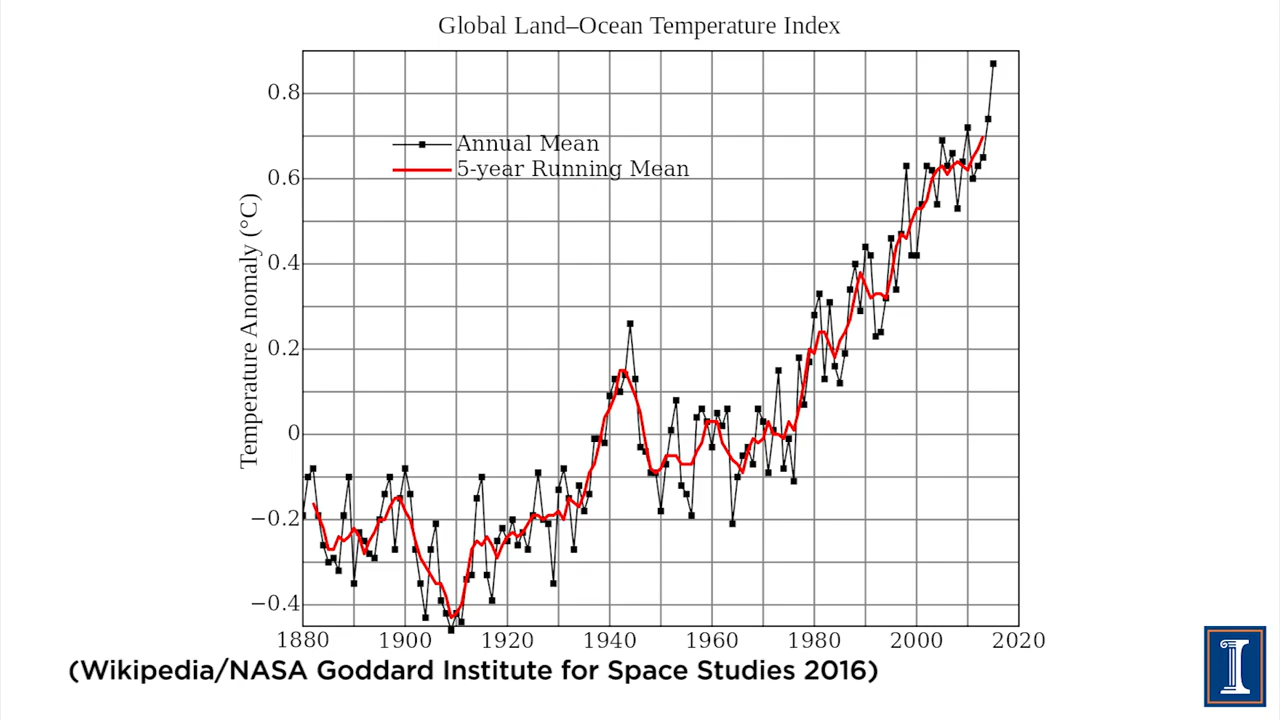 Global Land–Ocean Temperature Index
Temperature Anomaly (°C)
0.8
0.6
0.4
0.2
0
−0.2
−0.4
Annual Mean
5-year Running Mean
1880 1900 1920 1940 1960 1980 2000 2020
(Wikipedia/NASA Goddard Institute for Space Studies 2016)
I